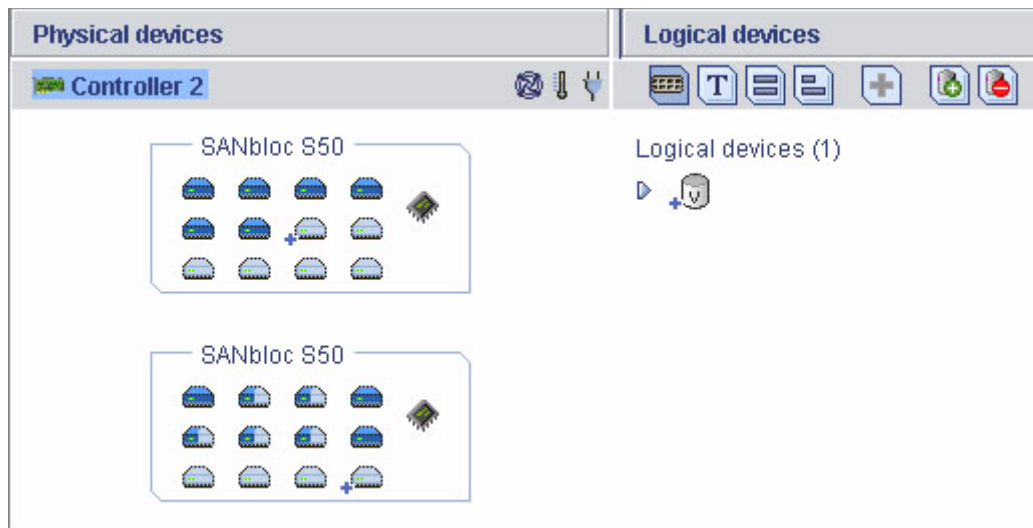 Physical devices
Logical devices
Controller 2
T
SANbloc S50
Logical devices (1)
V
SANbloc S50